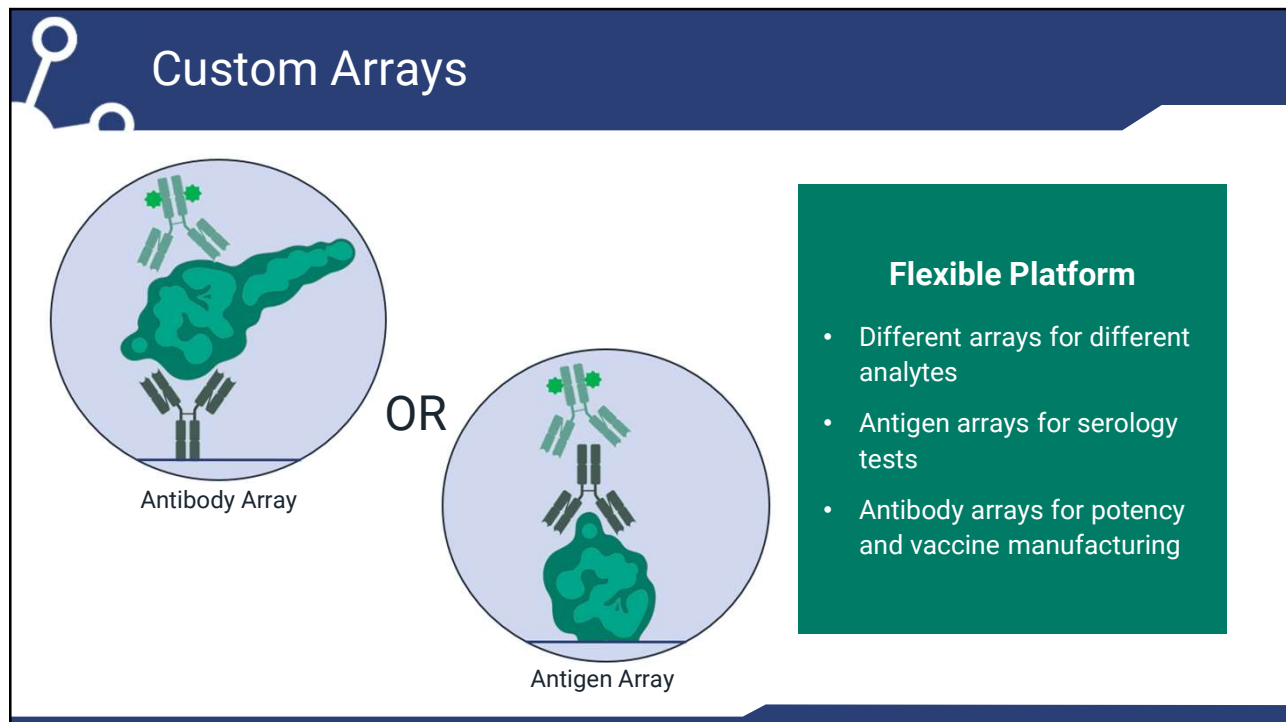 Custom Arrays
Antibody Array
OR
Antigen Array
Flexible Platform
• Different arrays for different
analytes
• Antigen arrays for serology
tests
• Antibody arrays for potency
and vaccine manufacturing